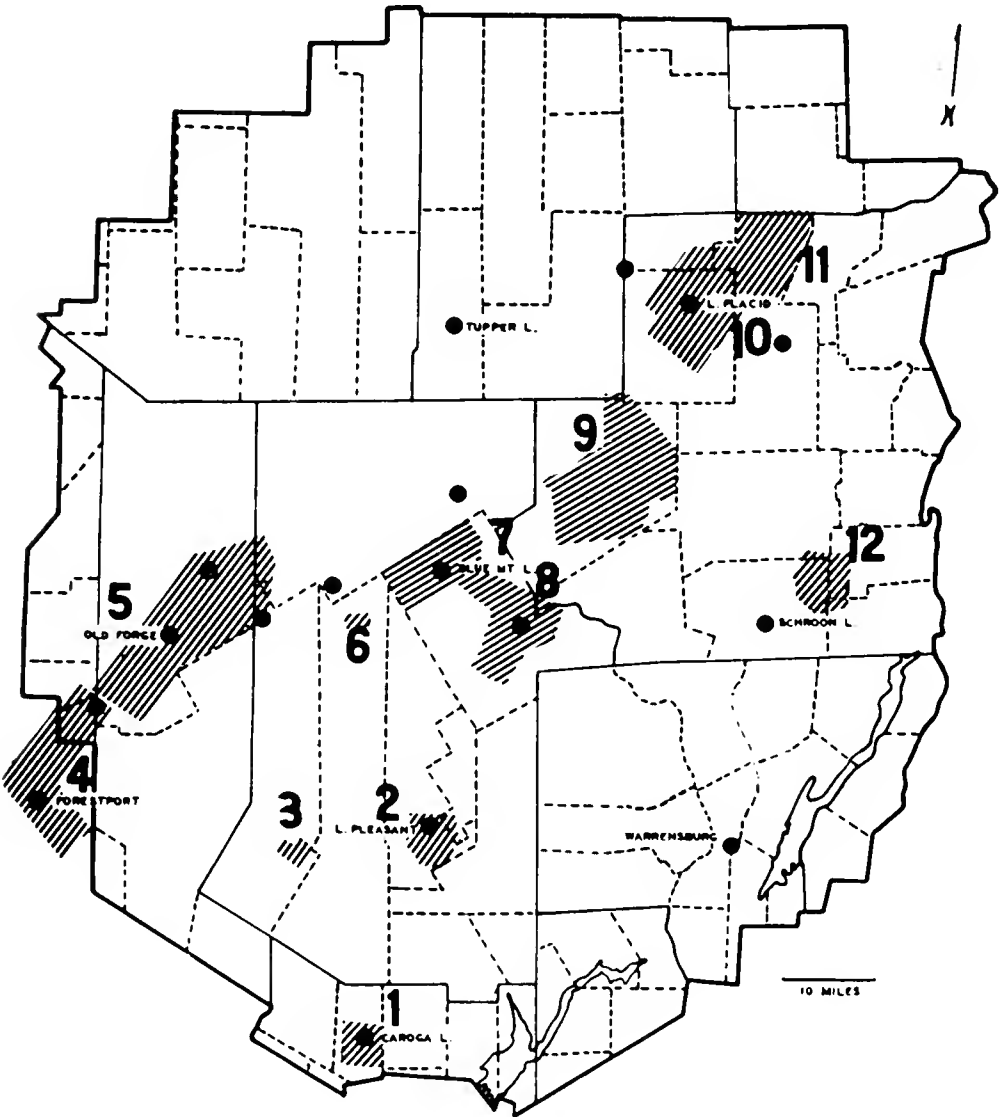 N
11
L. PLACID
10
TUPPER L.
9
7
BLUE MT L.
12
8
5
OLD FORGE
6
SCHROON L.
4
FORESTPORT
3
2
L. PLEASANT
WARRENSBURG
10 MILES
1
CAROGA L.